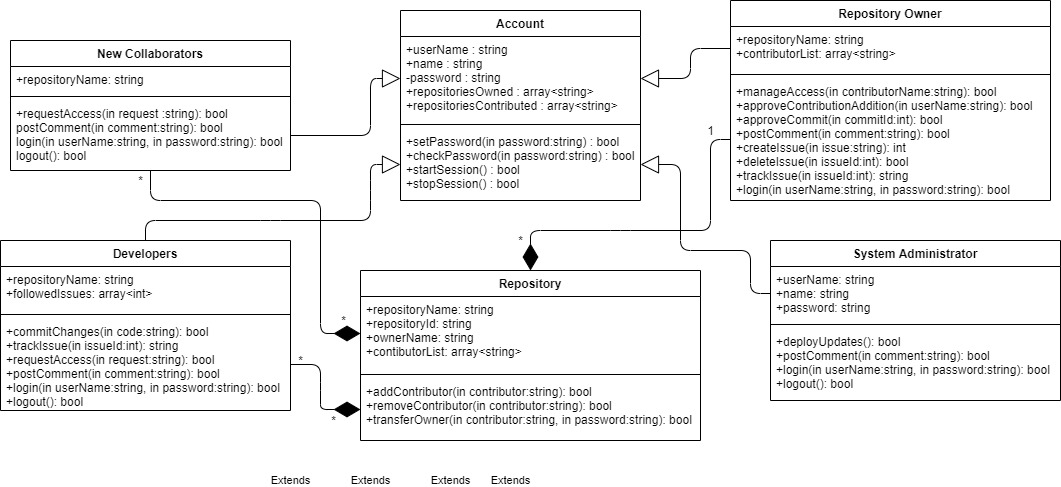 New Collaborators
+repositoryName: string
+requestAccess(in request :string): bool
postComment(in comment:string): bool
login(in userName:string, in password:string): bool
logout(): bool
*
Account
+userName : string
+name : string
-password : string
+repositoriesOwned : array<string>
+repositoriesContributed : array<string>
+setPassword(in password:string) : bool
+checkPassword(in password:string) : bool
+startSession() : bool
+stopSession() : bool
Repository Owner
+repositoryName: string
+contributorList: array<string>
+manageAccess(in contributorName:string): bool
+approveContributionAddition(in userName:string): bool
+approveCommit(in commitId:int): bool
+postComment(in comment:string): bool
+createIssue(in issue:string): int
+deleteIssue(in issueId:int): bool
+trackIssue(in issueId:int): string
+login(in userName:string, in password:string): bool
1
*
Developers
+repositoryName: string
+followedIssues: array<int>
+commitChanges(in code:string): bool
+trackIssue(in issueId:int): string
+requestAccess(in request:string): bool
+postComment(in comment:string): bool
+login(in userName:string, in password:string): bool
+logout(): bool
*
*
*
Repository
+repositoryName: string
+repositoryId: string
+ownerName: string
+contibutorList: array<string>
+addContributor(in contributor:string): bool
+removeContributor(in contributor:string): bool
+transferOwner(in contributor:string, in password:string): bool
System Administrator
+userName: string
+name: string
+password: string
+deployUpdates(): bool
+postComment(in comment:string): bool
+login(in userName:string, in password:string): bool
+logout(): bool
Extends Extends Extends Extends